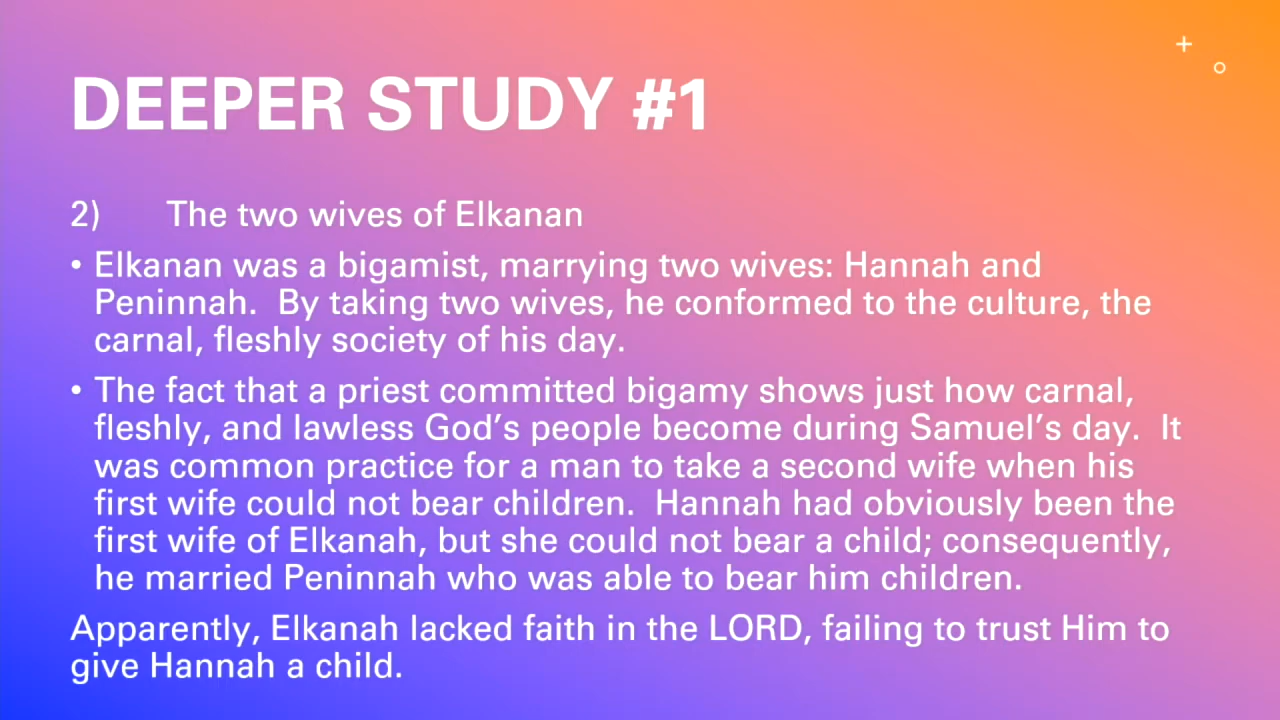 DEEPER STUDY #1
2) The two wives of Elkanan
• Elkanan was a bigamist, marrying two wives: Hannah and
Peninnah. By taking two wives, he conformed to the culture, the
carnal, fleshly society of his day.
• The fact that a priest committed bigamy shows just how carnal,
fleshly, and lawless God’s people become during Samuel’s day. It
was common practice for a man to take a second wife when his
first wife could not bear children. Hannah had obviously been the
first wife of Elkanah, but she could not bear a child; consequently,
he married Peninnah who was able to bear him children.
Apparently, Elkanah lacked faith in the LORD, failing to trust Him to
give Hannah a child.